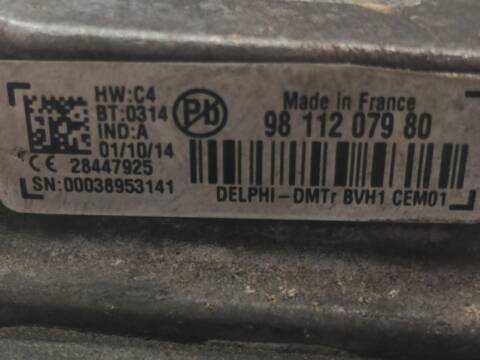 HW:C4
BT:0314
IND:A
01/10/14
CE 28447925
SN:00038953141
Pb
Made in France
98 112 079 80
DELPHI-DMTr BVH1 CEM01